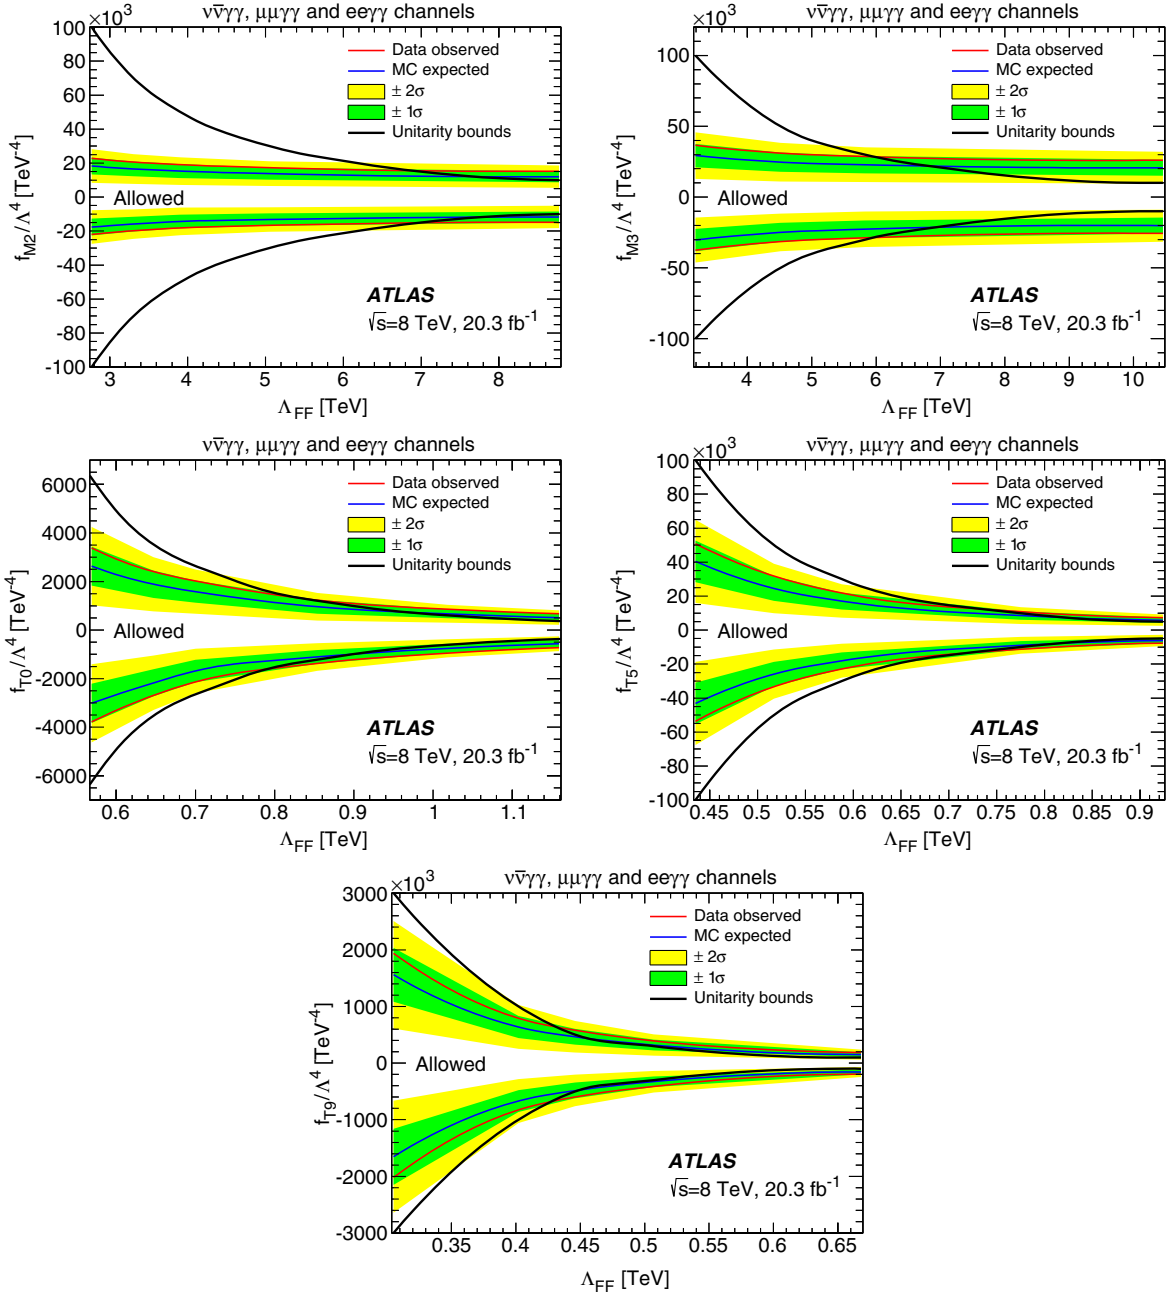 νν̄γγ, μμγγ and eeγγ channels
×10³
Data observed
MC expected
± 2σ
± 1σ
Unitarity bounds
Allowed
ATLAS
√s=8 TeV, 20.3 fb⁻¹
100
80
60
40
20
0
-20
-40
-60
-80
-100
f_M2/Λ⁴ [TeV⁻⁴]
3 4 5 6 7 8
Λ_FF [TeV]
νν̄γγ, μμγγ and eeγγ channels
×10³
Data observed
MC expected
± 2σ
± 1σ
Unitarity bounds
Allowed
ATLAS
√s=8 TeV, 20.3 fb⁻¹
100
50
0
-50
-100
f_M3/Λ⁴ [TeV⁻⁴]
4 5 6 7 8 9 10
Λ_FF [TeV]
νν̄γγ, μμγγ and eeγγ channels
Data observed
MC expected
± 2σ
± 1σ
Unitarity bounds
Allowed
ATLAS
√s=8 TeV, 20.3 fb⁻¹
6000
4000
2000
0
-2000
-4000
-6000
f_T0/Λ⁴ [TeV⁻⁴]
0.6 0.7 0.8 0.9 1 1.1
Λ_FF [TeV]
νν̄γγ, μμγγ and eeγγ channels
×10³
Data observed
MC expected
± 2σ
± 1σ
Unitarity bounds
Allowed
ATLAS
√s=8 TeV, 20.3 fb⁻¹
100
80
60
40
20
0
-20
-40
-60
-80
-100
f_T5/Λ⁴ [TeV⁻⁴]
0.45 0.5 0.55 0.6 0.65 0.7 0.75 0.8 0.85 0.9
Λ_FF [TeV]
νν̄γγ, μμγγ and eeγγ channels
×10³
Data observed
MC expected
± 2σ
± 1σ
Unitarity bounds
Allowed
ATLAS
√s=8 TeV, 20.3 fb⁻¹
3000
2000
1000
0
-1000
-2000
-3000
f_T9/Λ⁴ [TeV⁻⁴]
0.35 0.4 0.45 0.5 0.55 0.6 0.65
Λ_FF [TeV]